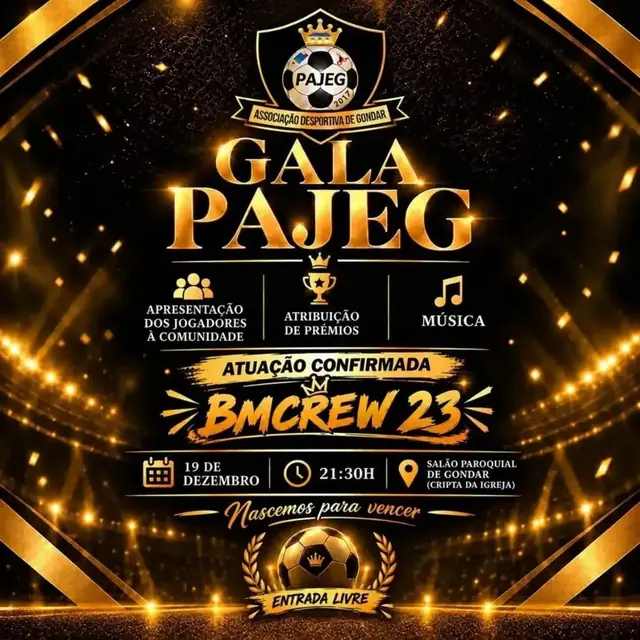 PAJEG
2017
ASSOCIAÇÃO DESPORTIVA DE GONDAR
GALA
PAJEG
APRESENTAÇÃO
DOS JOGADORES
À COMUNIDADE
ATRIBUIÇÃO
DE PRÉMIOS
MÚSICA
ATUAÇÃO CONFIRMADA
BMCREW 23
19 DE
DEZEMBRO
21:30H
SALÃO PAROQUIAL
DE GONDAR
(CRIPTA DA IGREJA)
Nascemos para vencer
ENTRADA LIVRE